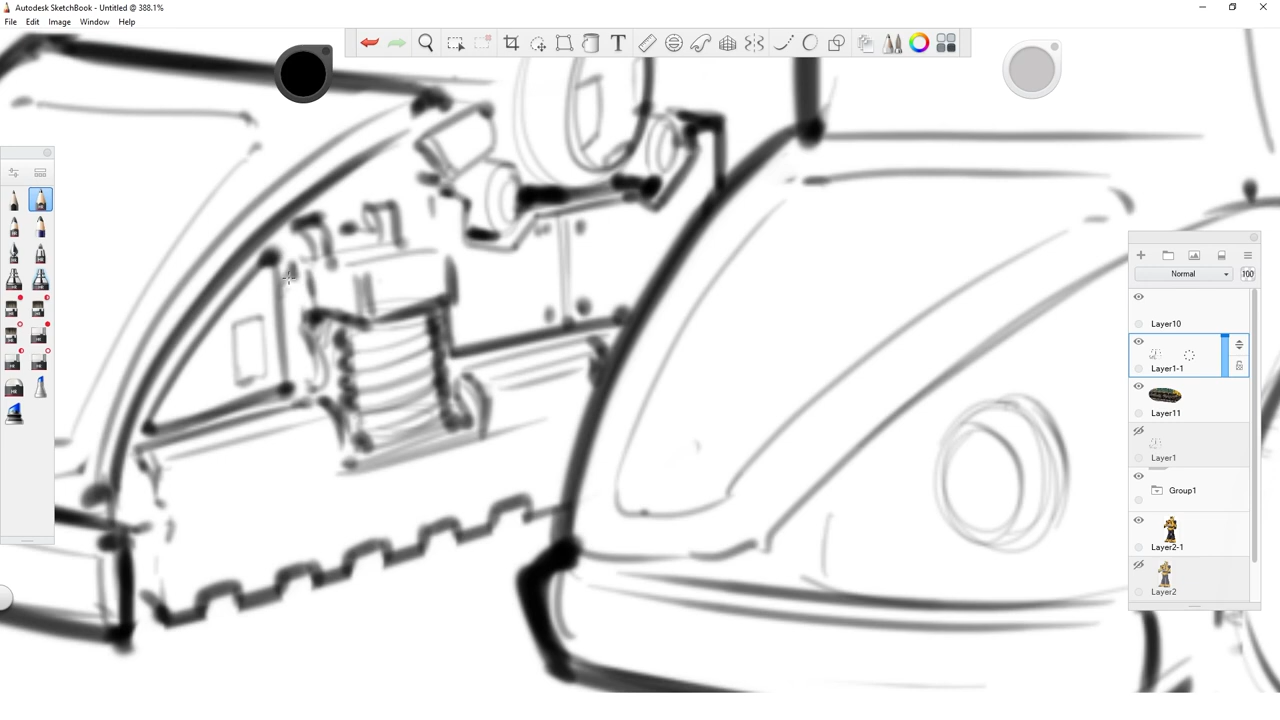 Autodesk SketchBook - Untitled @ 388.1%
File Edit Image Window Help
Normal
100
Layer10
Layer1-1
Layer11
Layer1
Group1
Layer2-1
Layer2